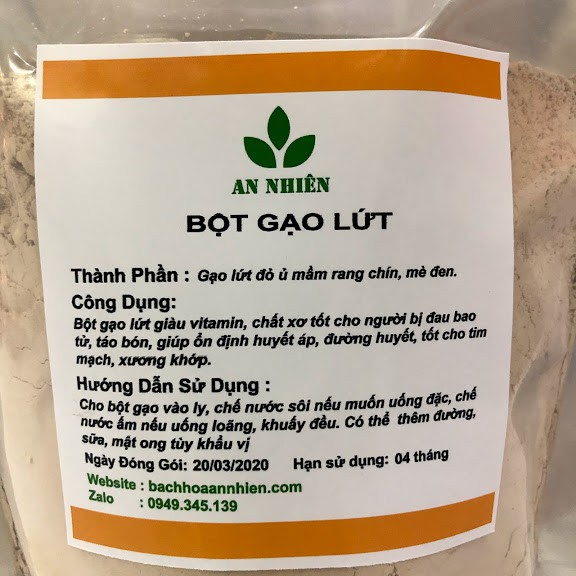 AN NHIÊN
BỘT GẠO LỨT
Thành Phần : Gạo lứt đỏ ủ mầm rang chín, mè đen.
Công Dụng:
Bột gạo lứt giàu vitamin, chất xơ tốt cho người bị đau bao
tử, táo bón, giúp ổn định huyết áp, đường huyết, tốt cho tim
mạch, xương khớp.
Hướng Dẫn Sử Dụng :
Cho bột gạo vào ly, chế nước sôi nếu muốn uống đặc, chế
nước ấm nếu uống loãng, khuấy đều. Có thể thêm đường,
sữa, mật ong tùy khẩu vị
Ngày Đóng Gói: 20/03/2020 Hạn sử dụng: 04 tháng
Website : bachhoaannhien.com
Zalo : 0949.345.139